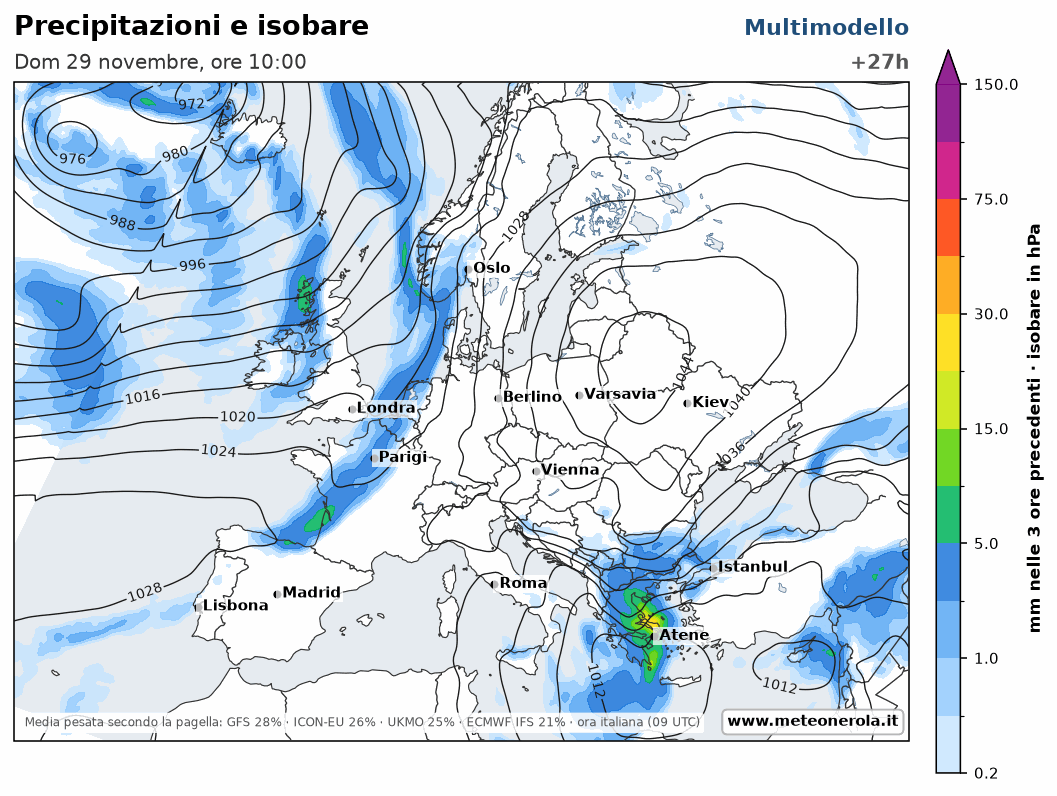 Precipitazioni e isobare
Multimodello
Dom 29 novembre, ore 10:00
+27h
972
976
980
988
996
1016
1020
1024
1028
1028
1044
1040
1036
1012
1012
Oslo
Berlino
Varsavia
Kiev
Londra
Parigi
Vienna
Istanbul
Roma
Madrid
Lisbona
Atene
Media pesata secondo la pagella: GFS 28% · ICON-EU 26% · UKMO 25% · ECMWF IFS 21% · ora italiana (09 UTC)
www.meteonerola.it
150.0
75.0
30.0
15.0
5.0
1.0
0.2
mm nelle 3 ore precedenti · isobare in hPa